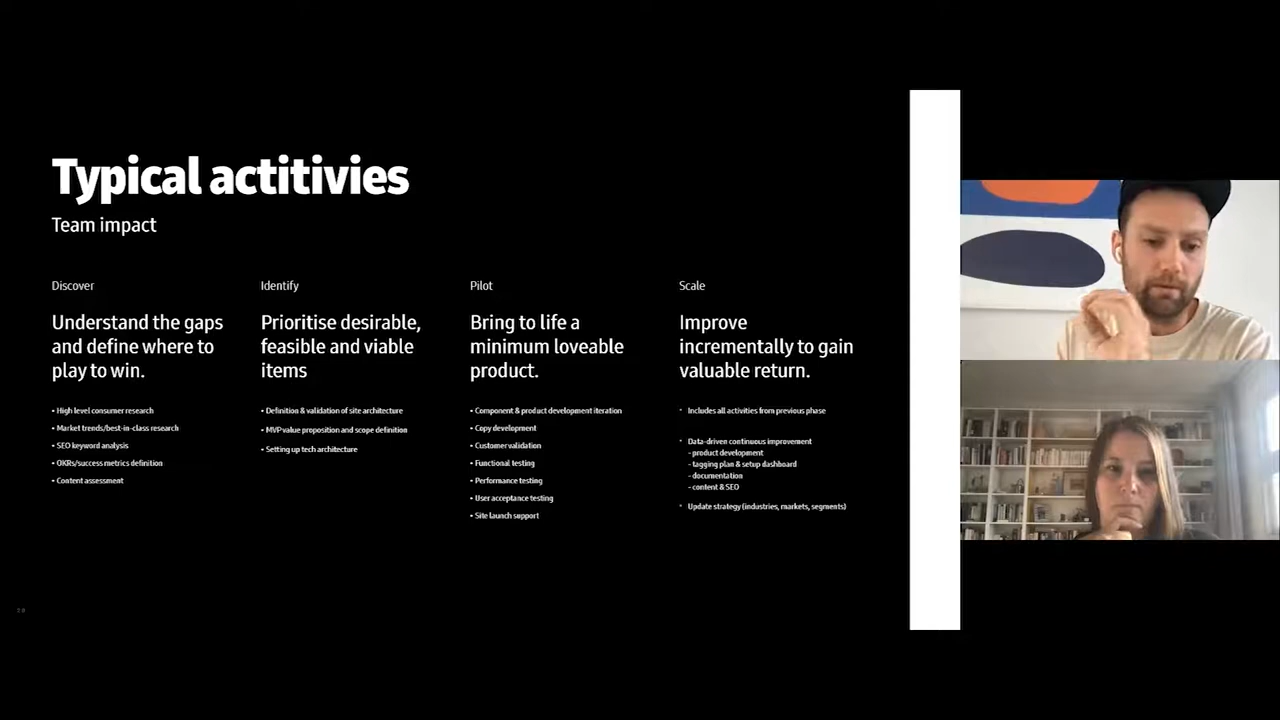 Typical actitivies
Team impact
Discover
Understand the gaps
and define where to
play to win.
• High level consumer research
• Market trends/best-in-class research
• SEO keyword analysis
• OKRs/success metrics definition
• Content assessment
Identify
Prioritise desirable,
feasible and viable
items
• Definition & validation of site architecture
• MVP value proposition and scope definition
• Setting up tech architecture
Pilot
Bring to life a
minimum loveable
product.
• Component & product development iteration
• Copy development
• Customer validation
• Functional testing
• Performance testing
• User acceptance testing
• Site launch support
Scale
Improve
incrementally to gain
valuable return.
• Includes all activities from previous phase
• Data-driven continuous improvement
- product development
- tagging plan & setup dashboard
- documentation
- content & SEO
• Update strategy (industries, markets, segments)